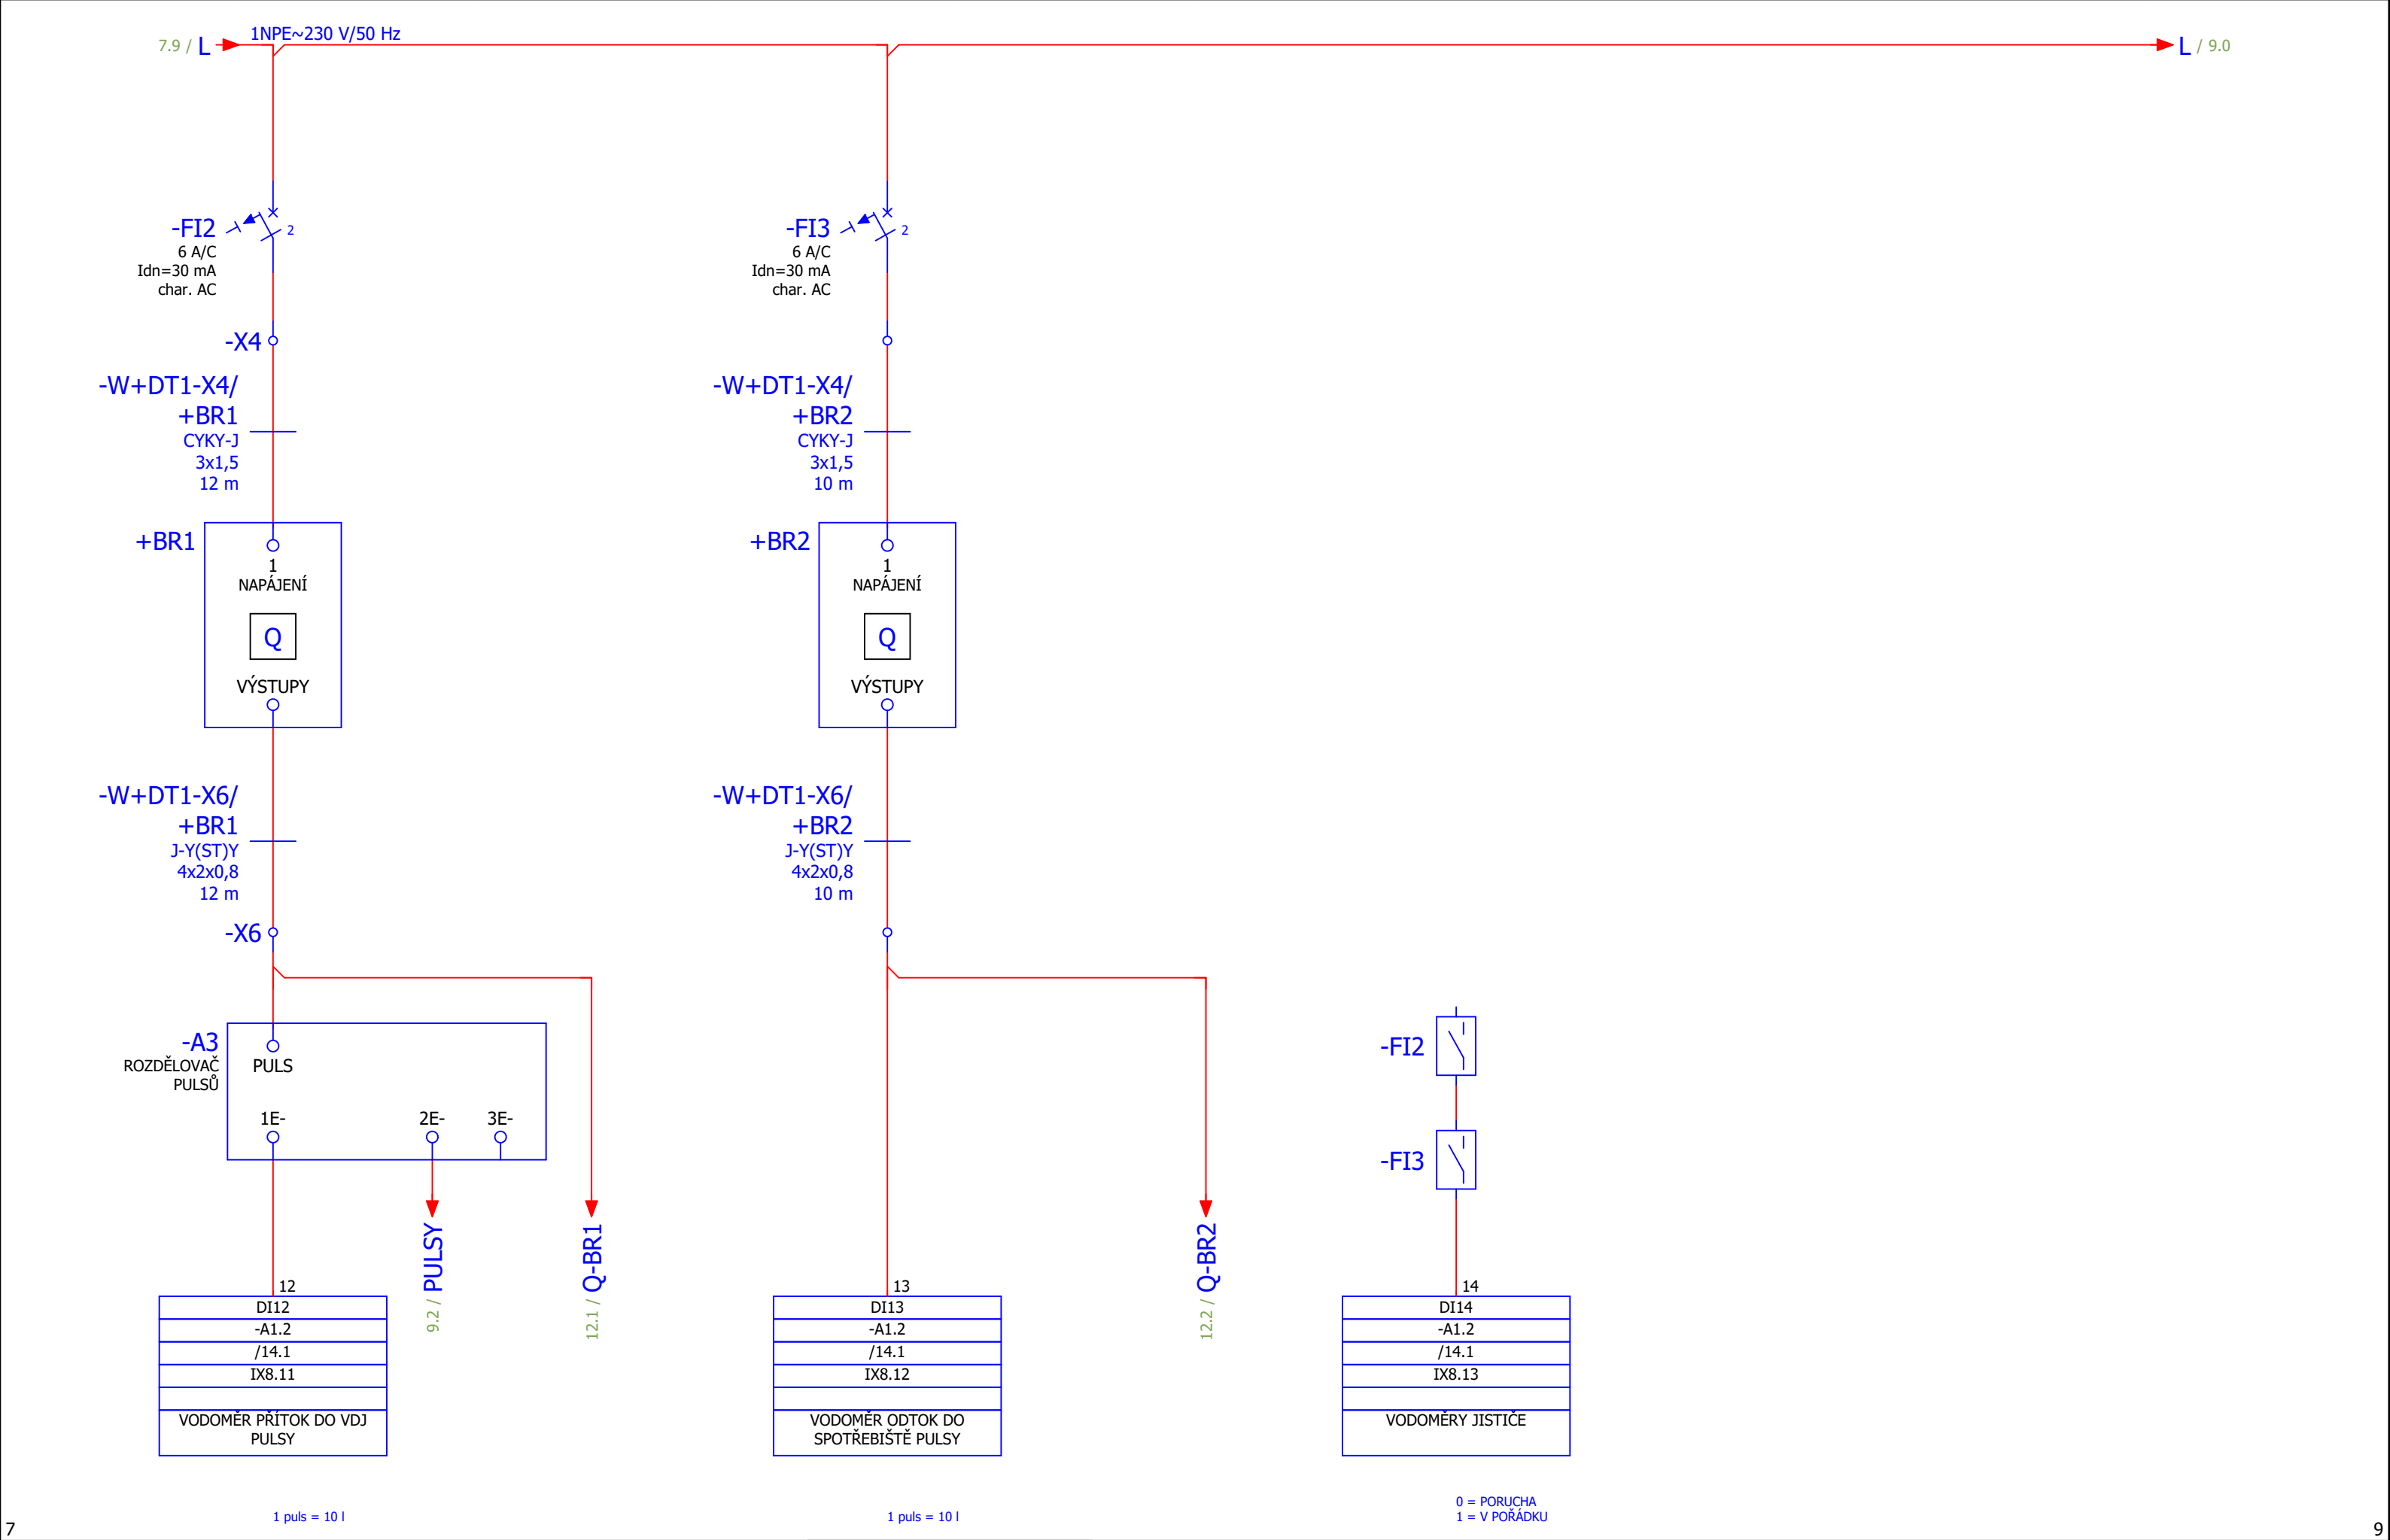 7.9 / L
1NPE~230 V/50 Hz
L / 9.0
-FI2
2
6 A/C
Idn=30 mA
char. AC
-FI3
2
6 A/C
Idn=30 mA
char. AC
-X4
-W+DT1-X4/
+BR1
CYKY-J
3x1,5
12 m
-W+DT1-X4/
+BR2
CYKY-J
3x1,5
10 m
+BR1
1
NAPÁJENÍ
Q
VÝSTUPY
+BR2
1
NAPÁJENÍ
Q
VÝSTUPY
-W+DT1-X6/
+BR1
J-Y(ST)Y
4x2x0,8
12 m
-W+DT1-X6/
+BR2
J-Y(ST)Y
4x2x0,8
10 m
-X6
-A3
ROZDĚLOVAČ
PULSŮ
PULS
1E-
2E-
3E-
-FI2
-FI3
9.2 / PULSY
12.1 / Q-BR1
12.2 / Q-BR2
12
DI12
-A1.2
/14.1
IX8.11
VODOMĚR PŘÍTOK DO VDJ
PULSY
13
DI13
-A1.2
/14.1
IX8.12
VODOMĚR ODTOK DO
SPOTŘEBIŠTĚ PULSY
14
DI14
-A1.2
/14.1
IX8.13
VODOMĚRY JISTIČE
1 puls = 10 l
1 puls = 10 l
0 = PORUCHA
1 = V POŘÁDKU
7
9